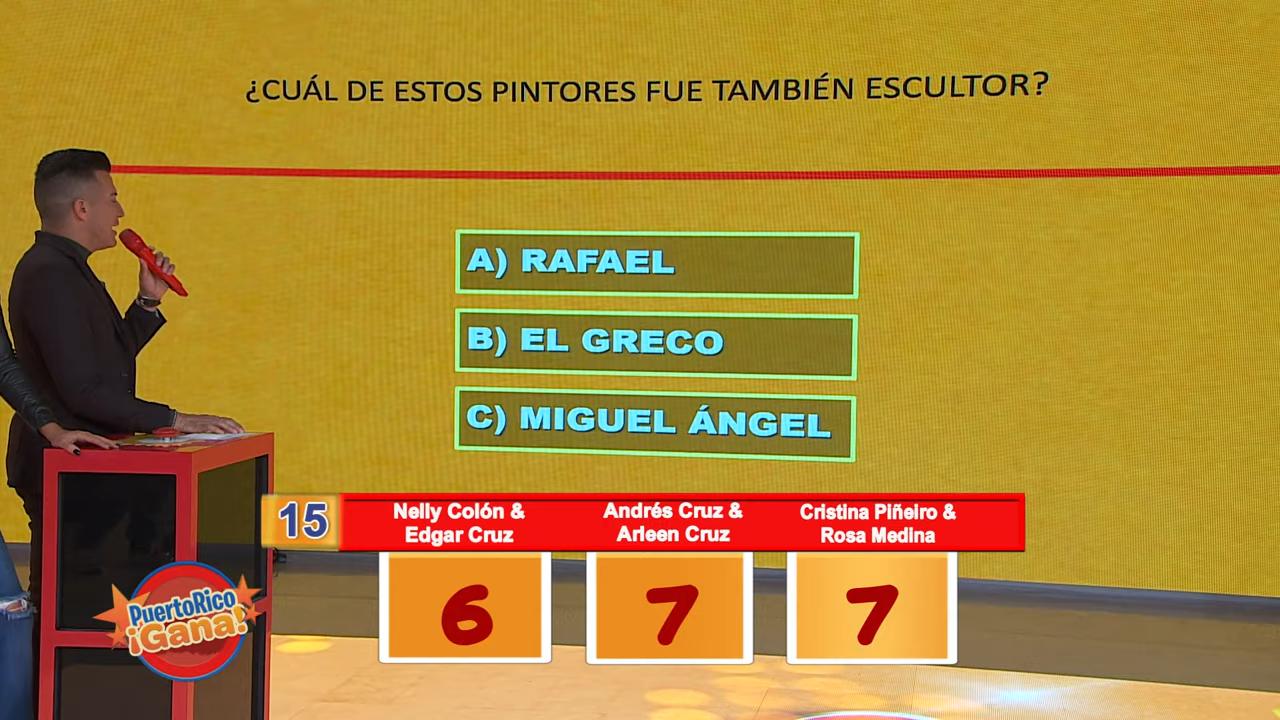 ¿CUÁL DE ESTOS PINTORES FUE TAMBIÉN ESCULTOR?
A) RAFAEL
B) EL GRECO
C) MIGUEL ÁNGEL
15
Nelly Colón &
Edgar Cruz
Andrés Cruz &
Arleen Cruz
Cristina Piñeiro &
Rosa Medina
6
7
7
PuertoRico
¡Gana!